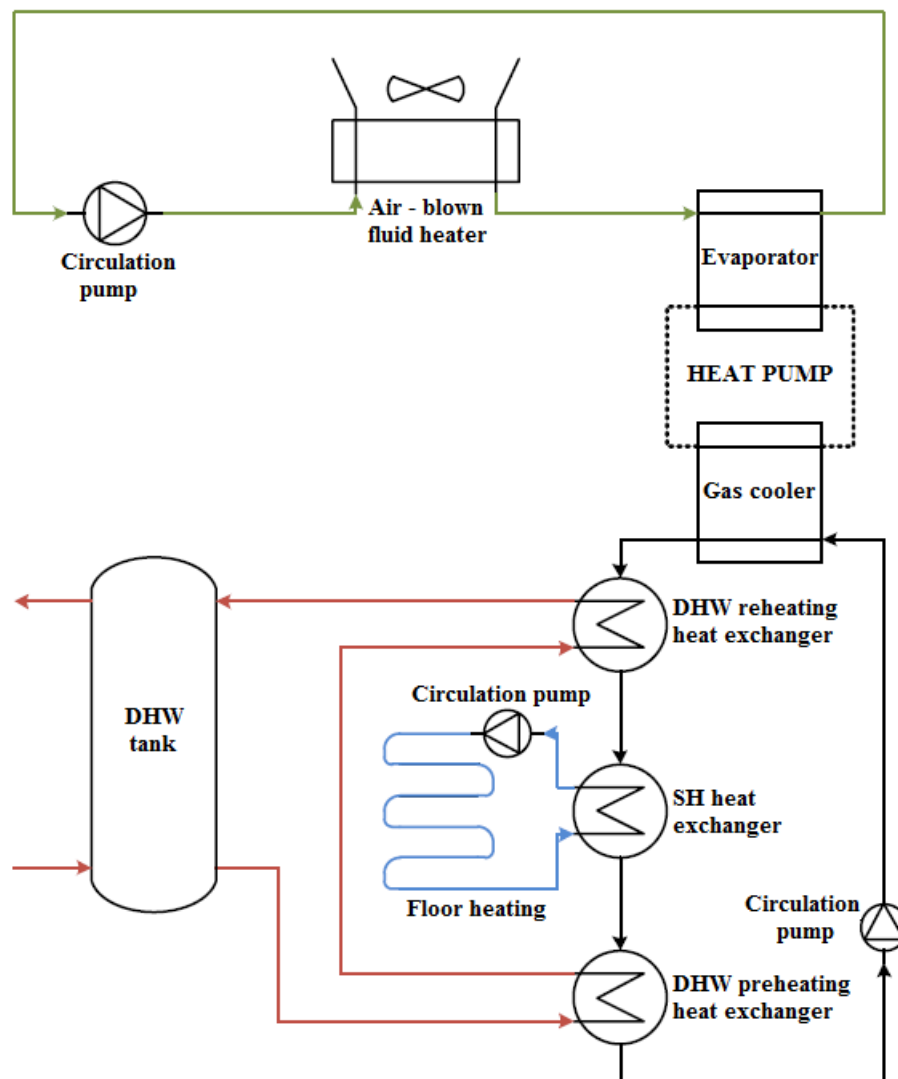 Air - blown
fluid heater
Circulation
pump
Evaporator
HEAT PUMP
Gas cooler
DHW reheating
heat exchanger
Circulation pump
DHW
tank
SH heat
exchanger
Floor heating
Circulation
pump
DHW preheating
heat exchanger